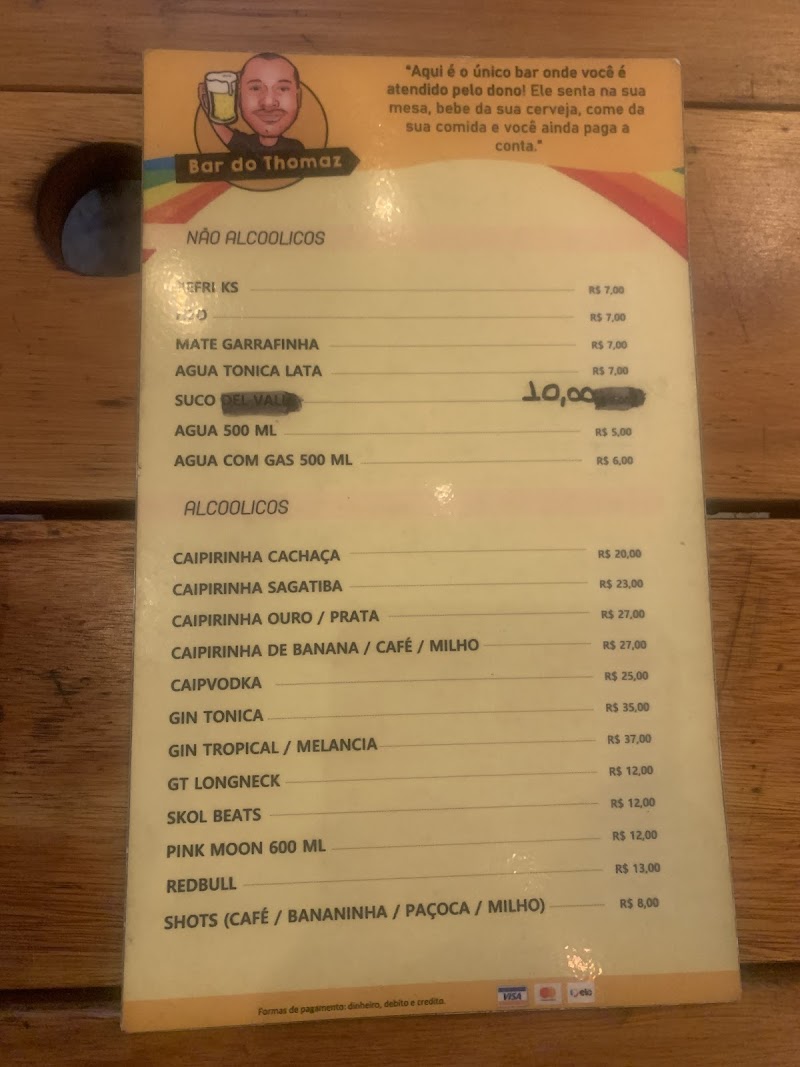 "Aqui é o único bar onde você é
atendido pelo dono! Ele senta na sua
mesa, bebe da sua cerveja, come da
sua comida e você ainda paga a
conta."
Bar do Thomaz
NÃO ALCOOLICOS
REFRI KS R$ 7,00
R$ 7,00
MATE GARRAFINHA R$ 7,00
AGUA TONICA LATA R$ 7,00
SUCO DEL VALLE 10,00
AGUA 500 ML R$ 5,00
AGUA COM GAS 500 ML R$ 6,00
ALCOOLICOS
CAIPIRINHA CACHAÇA R$ 20,00
CAIPIRINHA SAGATIBA R$ 23,00
CAIPIRINHA OURO / PRATA R$ 27,00
CAIPIRINHA DE BANANA / CAFÉ / MILHO R$ 27,00
CAIPVODKA R$ 25,00
GIN TONICA R$ 35,00
GIN TROPICAL / MELANCIA R$ 37,00
GT LONGNECK R$ 12,00
SKOL BEATS R$ 12,00
PINK MOON 600 ML R$ 12,00
REDBULL R$ 13,00
SHOTS (CAFÉ / BANANINHA / PAÇOCA / MILHO) R$ 8,00
Formas de pagamento: dinheiro, debito e credito.
VISA elo